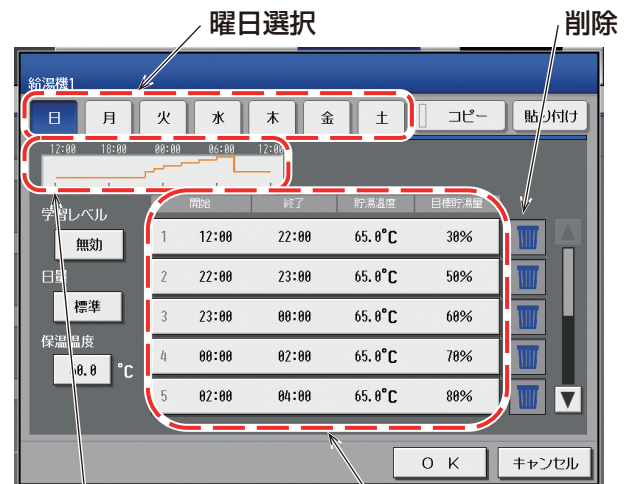 曜日選択 削除
給湯機1
日 月 火 水 木 金 土 コピー 貼り付け
12:00 18:00 00:00 06:00 12:00
開始 終了 貯湯温度 目標貯湯量
学習レベル
無効
1 12:00 22:00 65.0°C 30%
日量
標準
2 22:00 23:00 65.0°C 50%
3 23:00 00:00 65.0°C 60%
保温温度
°C
4 00:00 02:00 65.0°C 70%
5 02:00 04:00 65.0°C 80%
OK キャンセル